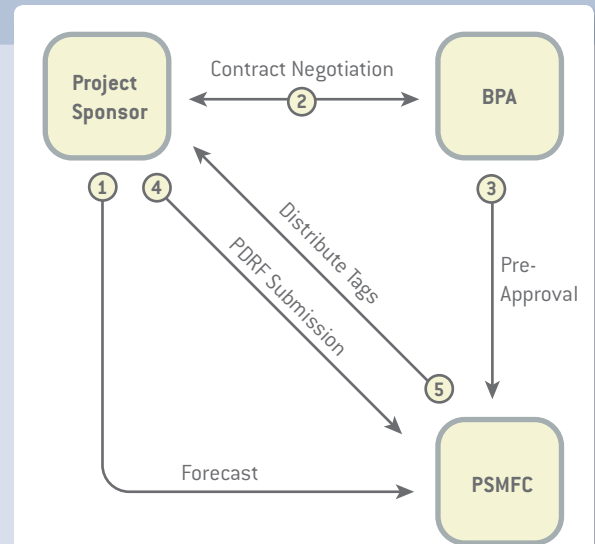 Project
Sponsor
Contract Negotiation
2
BPA
1
4
3
Distribute Tags
PDRF Submission
Pre-
Approval
5
Forecast
PSMFC